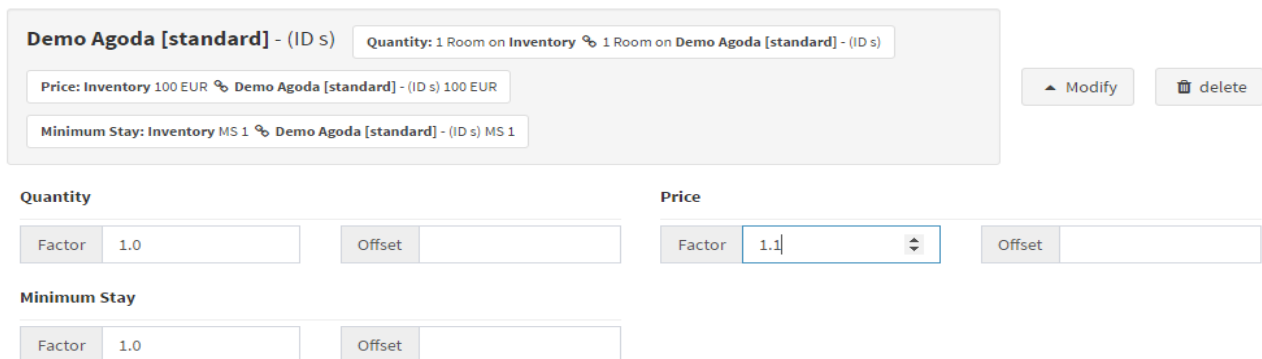 Demo Agoda [standard] - (ID s) Quantity: 1 Room on Inventory 1 Room on Demo Agoda [standard] - (ID s)
Price: Inventory 100 EUR Demo Agoda [standard] - (ID s) 100 EUR
Modify delete
Minimum Stay: Inventory MS 1 Demo Agoda [standard] - (ID s) MS 1
Quantity Price
Factor 1.0 Offset Factor 1.1 Offset
Minimum Stay
Factor 1.0 Offset